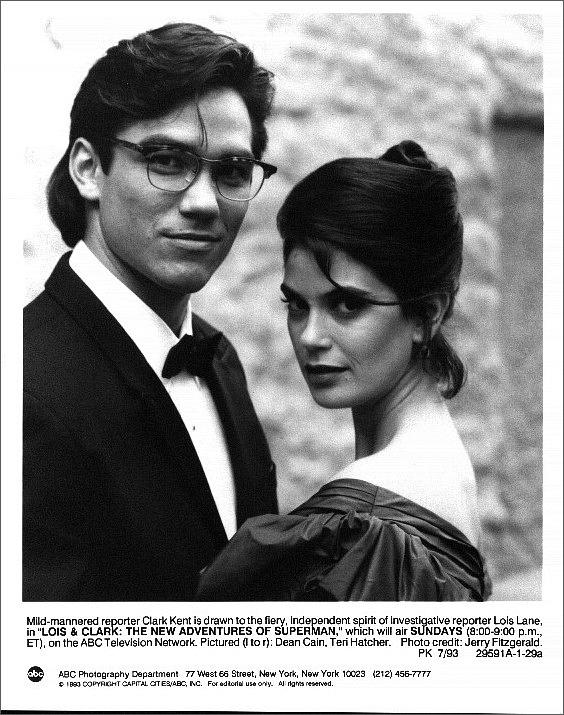 Mild-mannered reporter Clark Kent is drawn to the fiery, independent spirit of investigative reporter Lois Lane,
in "LOIS & CLARK: THE NEW ADVENTURES OF SUPERMAN," which will air SUNDAYS (8:00-9:00 p.m.,
ET), on the ABC Television Network. Pictured (l to r): Dean Cain, Teri Hatcher. Photo credit: Jerry Fitzgerald.
PK 7/93 29591A-1-29a
abc ABC Photography Department 77 West 66 Street, New York, New York 10023 (212) 456-7777
© 1993 COPYRIGHT CAPITAL CITIES/ABC, INC. For editorial use only. All rights reserved.